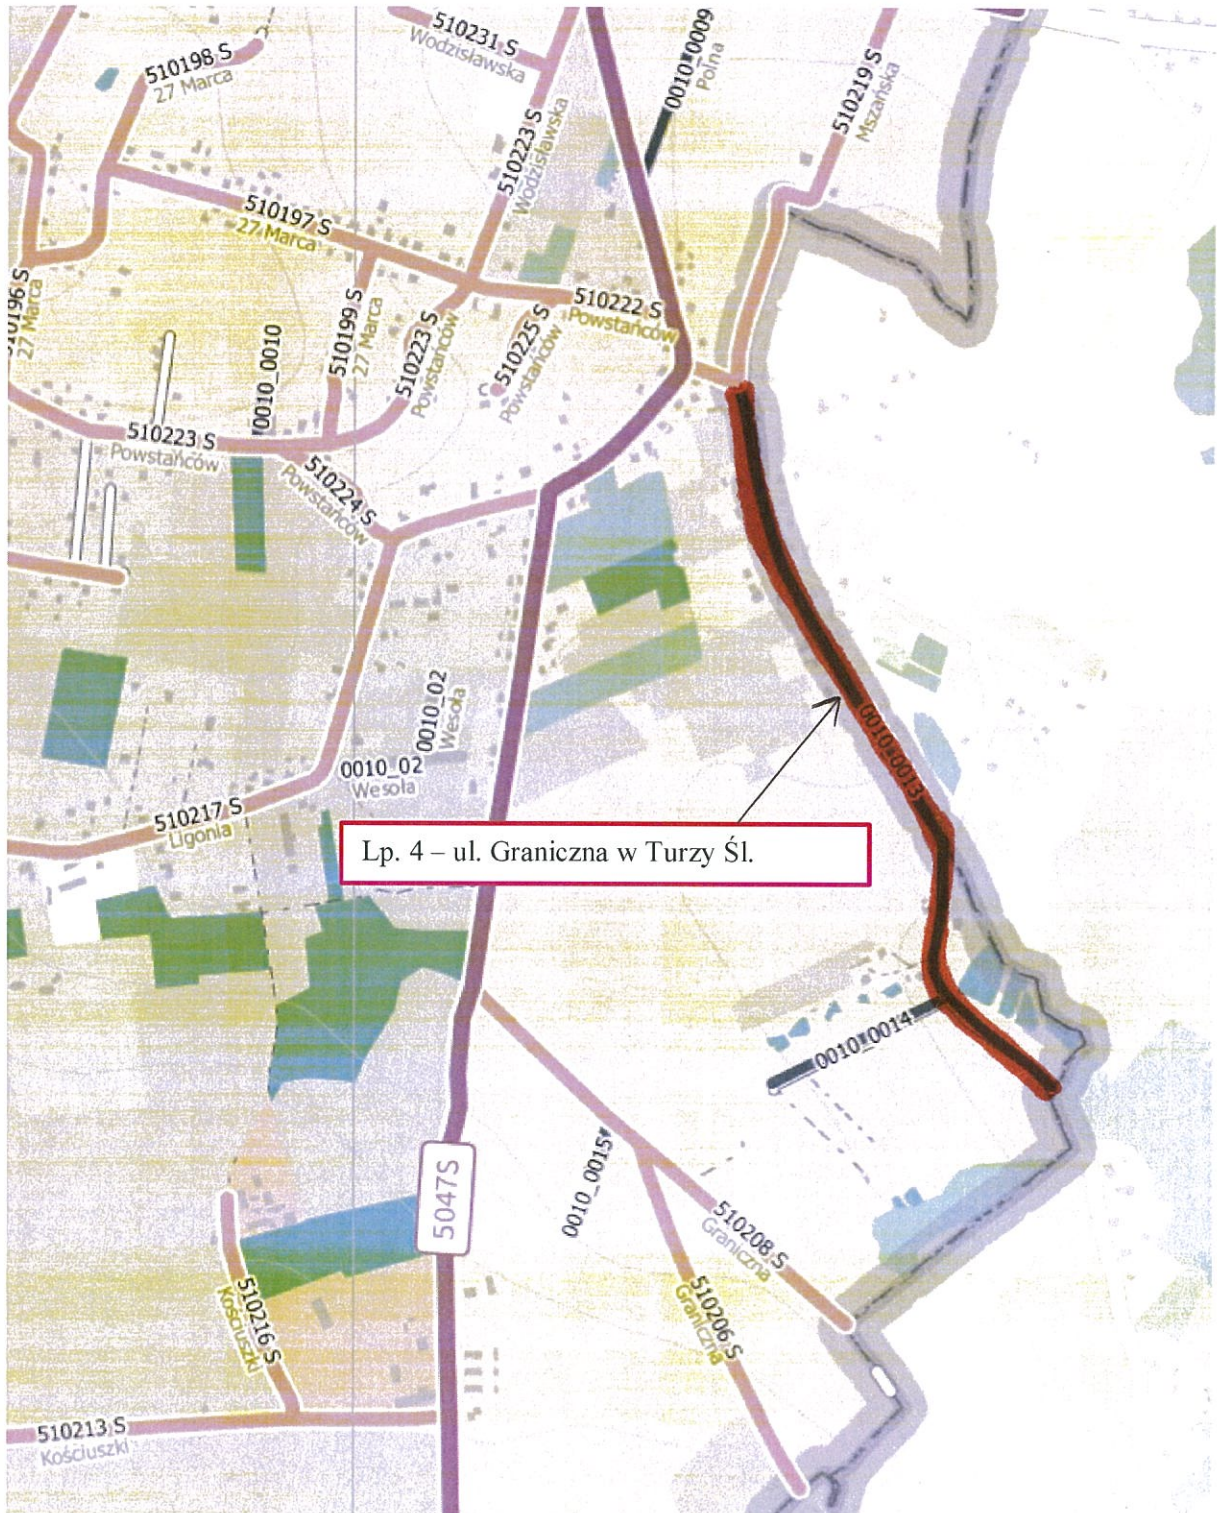 510231 S
Wodzisławska
510198 S
27 Marca
0010_0009
Polna
510219 S
Mszańska
510223 S
Wodzisławska
510197 S
27 Marca
510196 S
27 Marca
510199 S
27 Marca
510222 S
Powstańców
510223 S
Powstańców
510225 S
Powstańców
0010_0010
510223 S
Powstańców
510224 S
Powstańców
0010_02
Wesoła
0010_02
Wesoła
0010_0013
510217 S
Ligonia
Lp. 4 – ul. Graniczna w Turzy Śl.
0010_0014
5047S
0010_0015
510208 S
Graniczna
510206 S
Graniczna
510216 S
Kościuszki
510213 S
Kościuszki